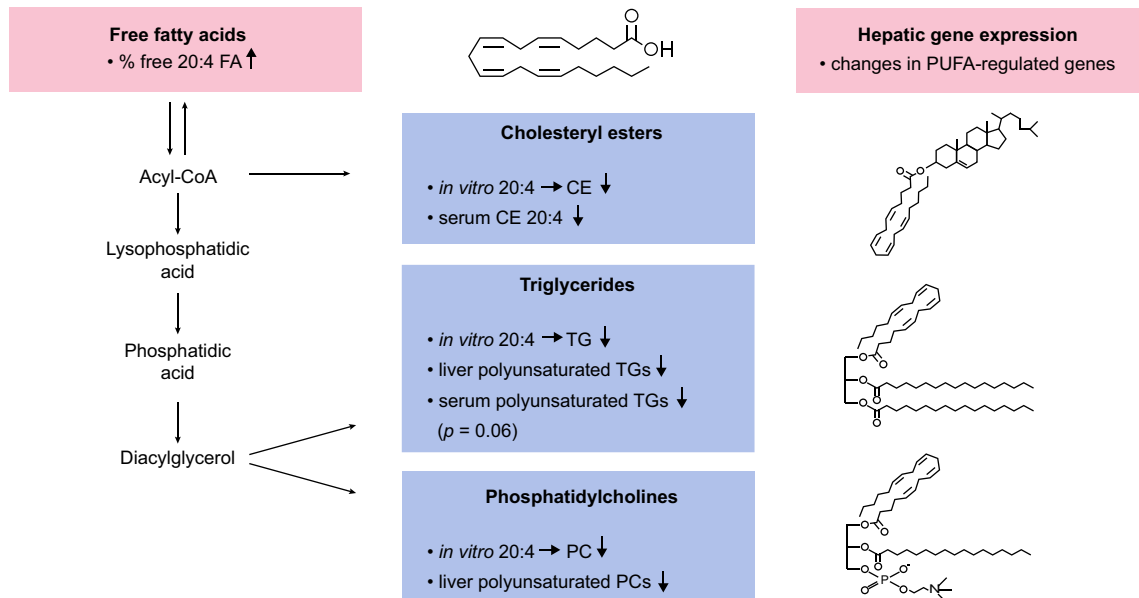 Free fatty acids
• % free 20:4 FA ↑
Acyl-CoA
Lysophosphatidic
acid
Phosphatidic
acid
Diacylglycerol
O
OH
Cholesteryl esters
• in vitro 20:4 → CE ↓
• serum CE 20:4 ↓
Triglycerides
• in vitro 20:4 → TG ↓
• liver polyunsaturated TGs ↓
• serum polyunsaturated TGs ↓
(p = 0.06)
Phosphatidylcholines
• in vitro 20:4 → PC ↓
• liver polyunsaturated PCs ↓
Hepatic gene expression
• changes in PUFA-regulated genes
O
O
O
O
O
O
O
O
O
O
O
O
O
O P O-
O
O N